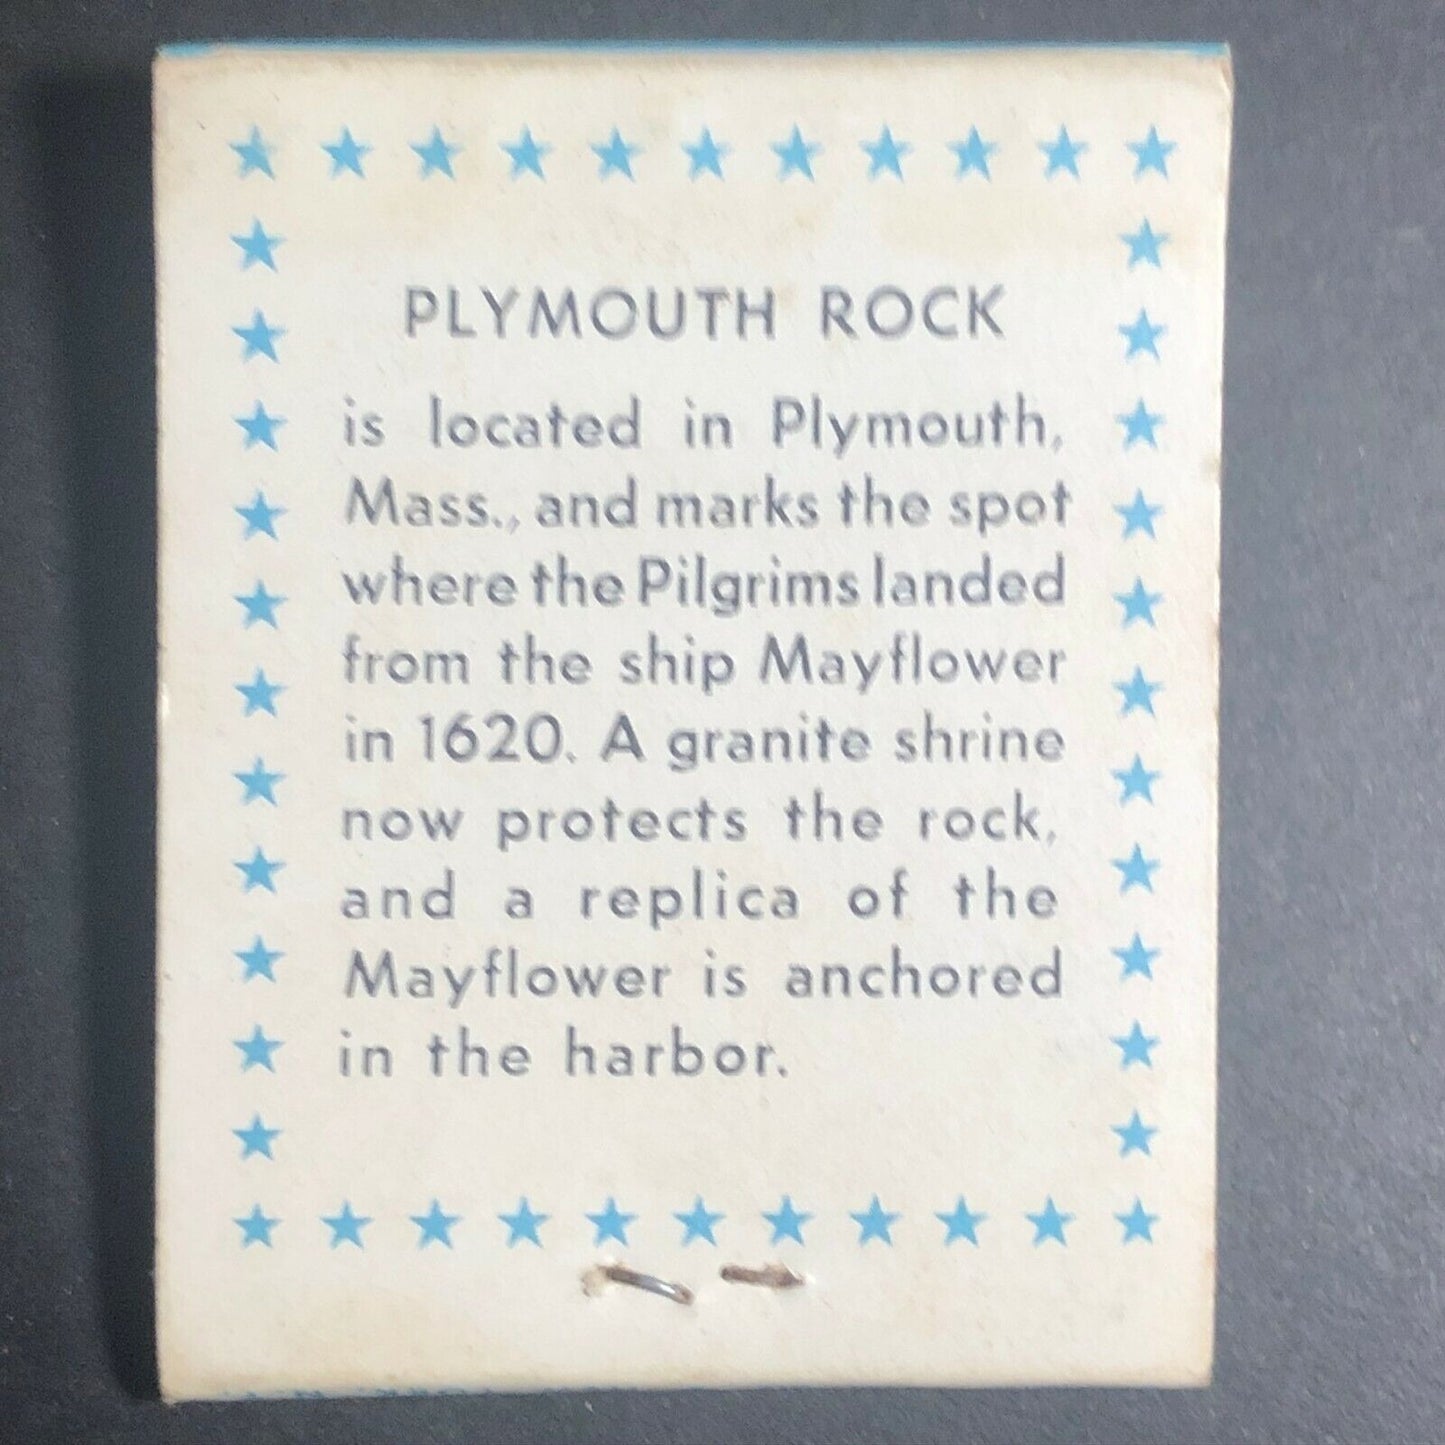 PLYMOUTH ROCK
is located in Plymouth,
Mass., and marks the spot
where the Pilgrims landed
from the ship Mayflower
in 1620. A granite shrine
now protects the rock,
and a replica of the
Mayflower is anchored
in the harbor.